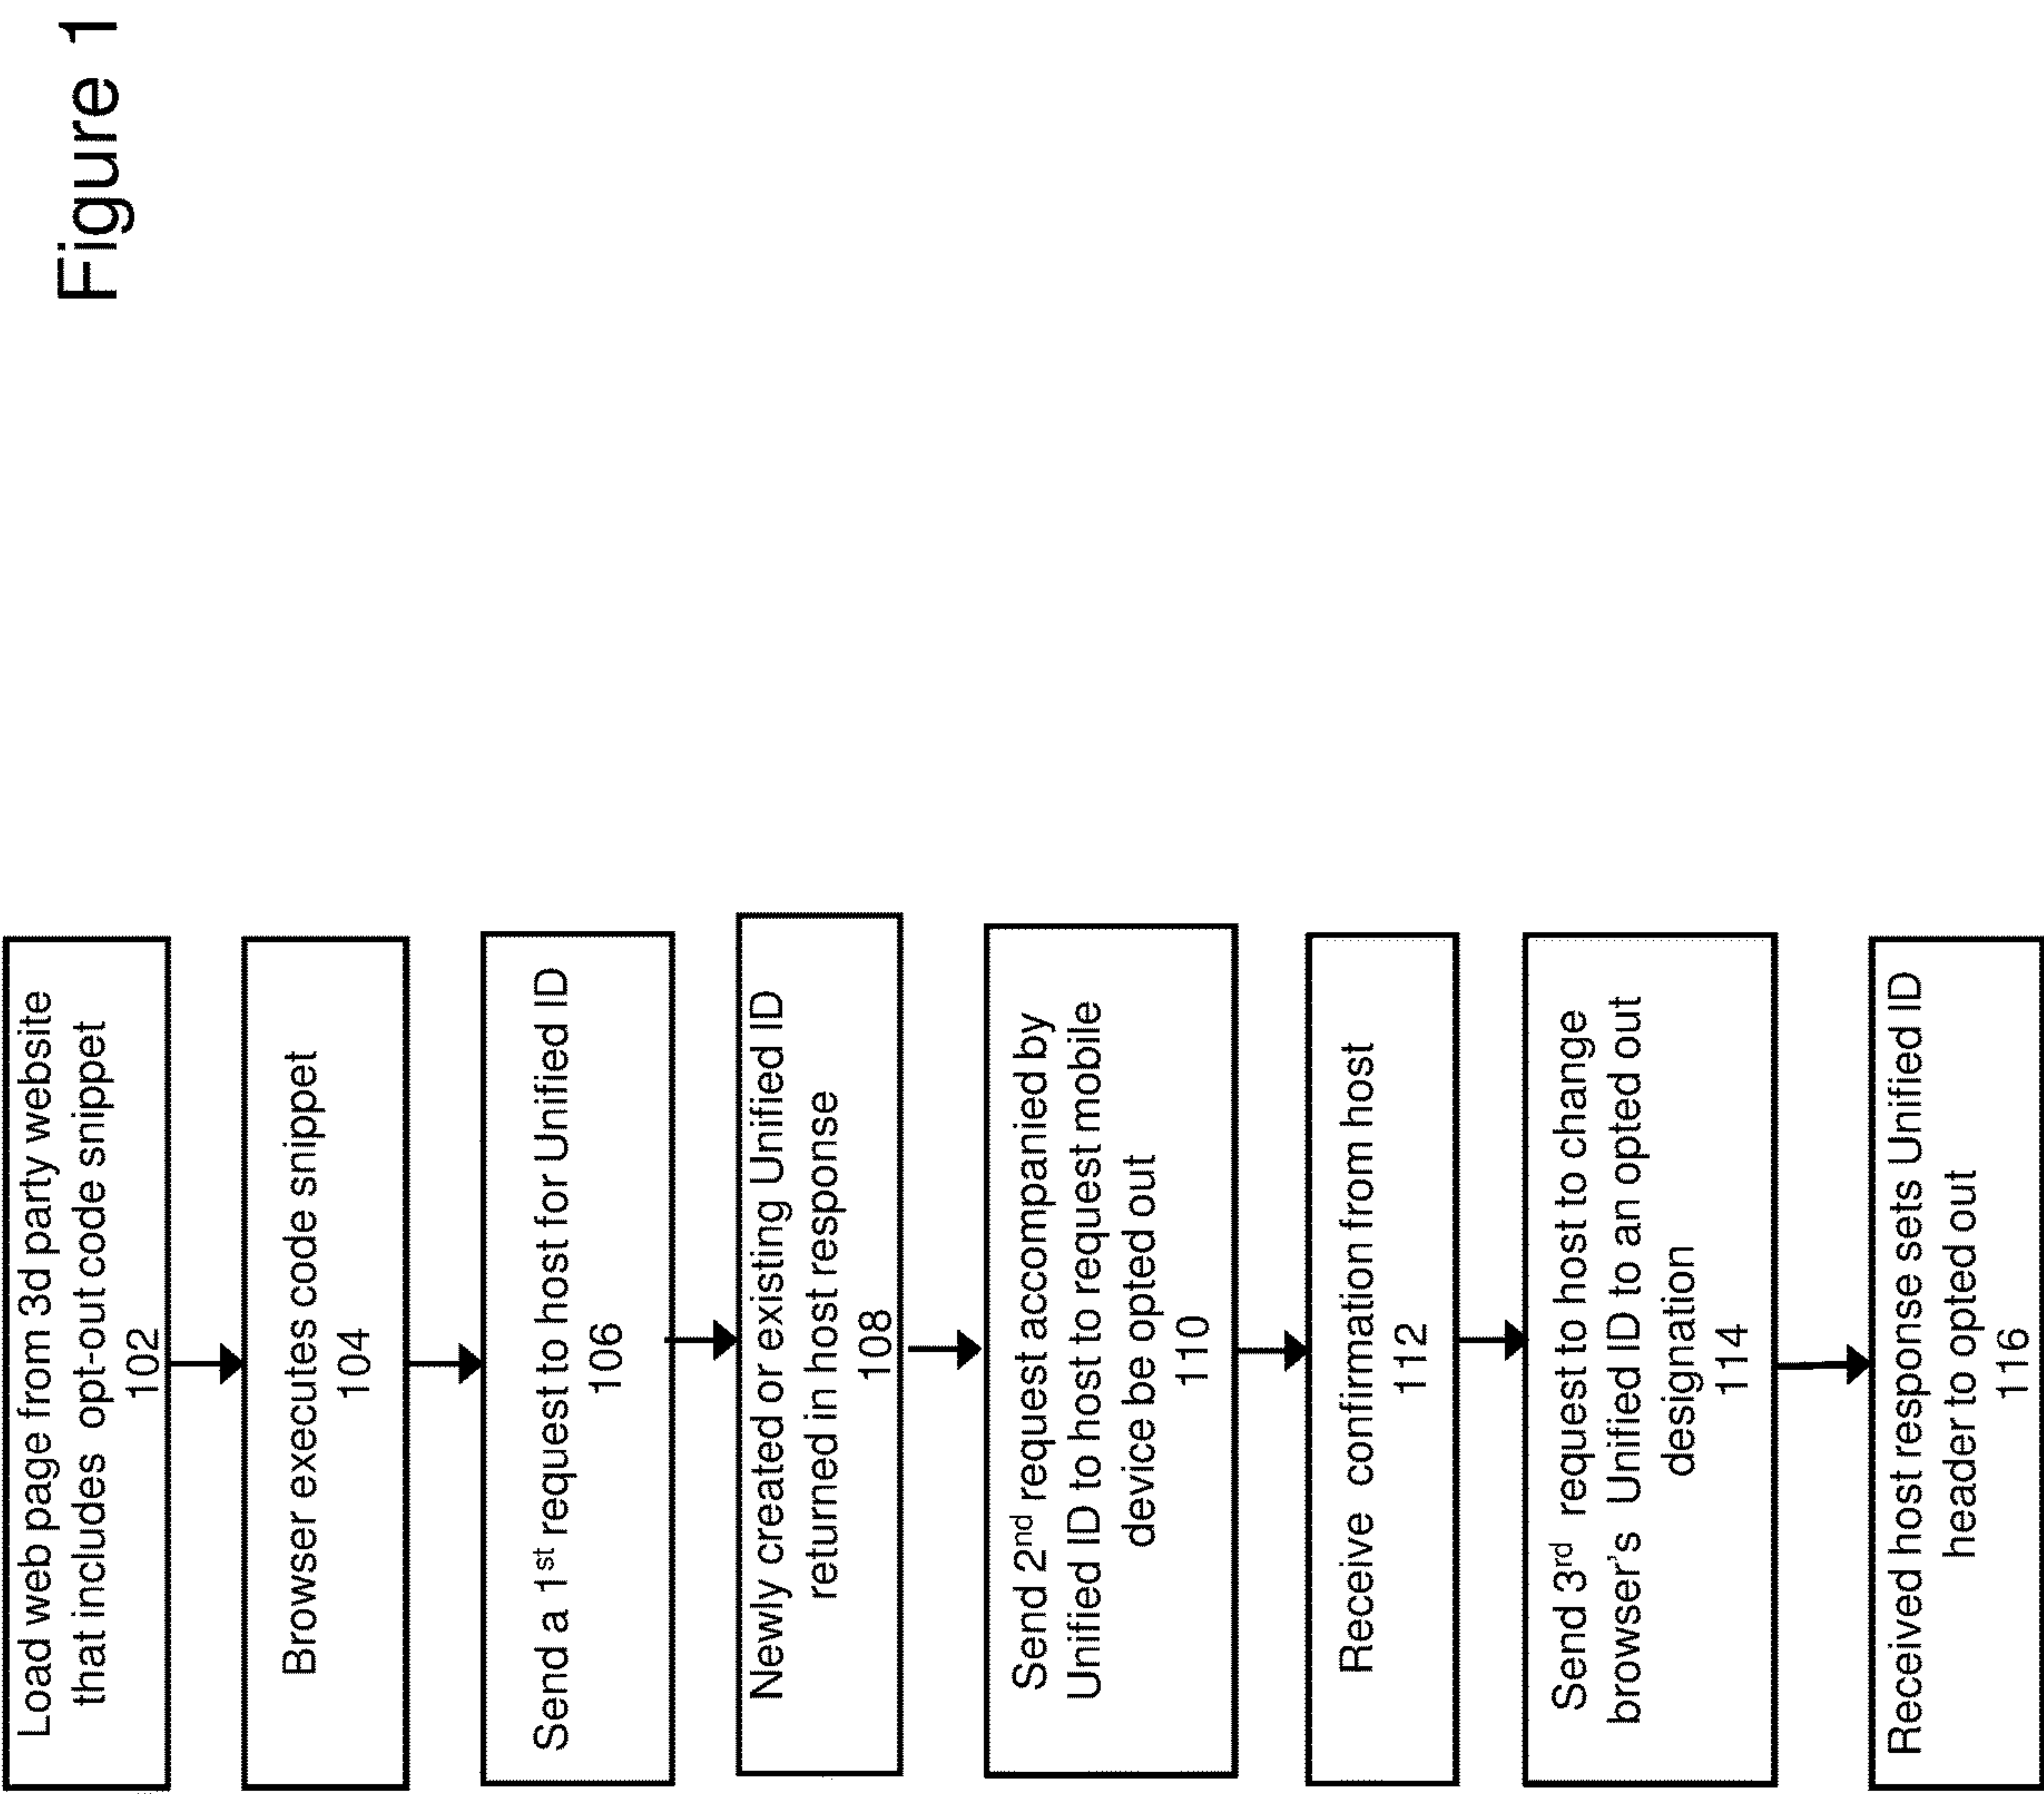 Figure 1
Load web page from 3d party website
that includes opt-out code snippet
102
Browser executes code snippet
104
Send a 1st request to host for Unified ID
106
Newly created or existing Unified ID
returned in host response
108
Send 2nd request accompanied by
Unified ID to host to request mobile
device be opted out
110
Receive confirmation from host
112
Send 3rd request to host to change
browser's Unified ID to an opted out
designation
114
Received host response sets Unified ID
header to opted out
116